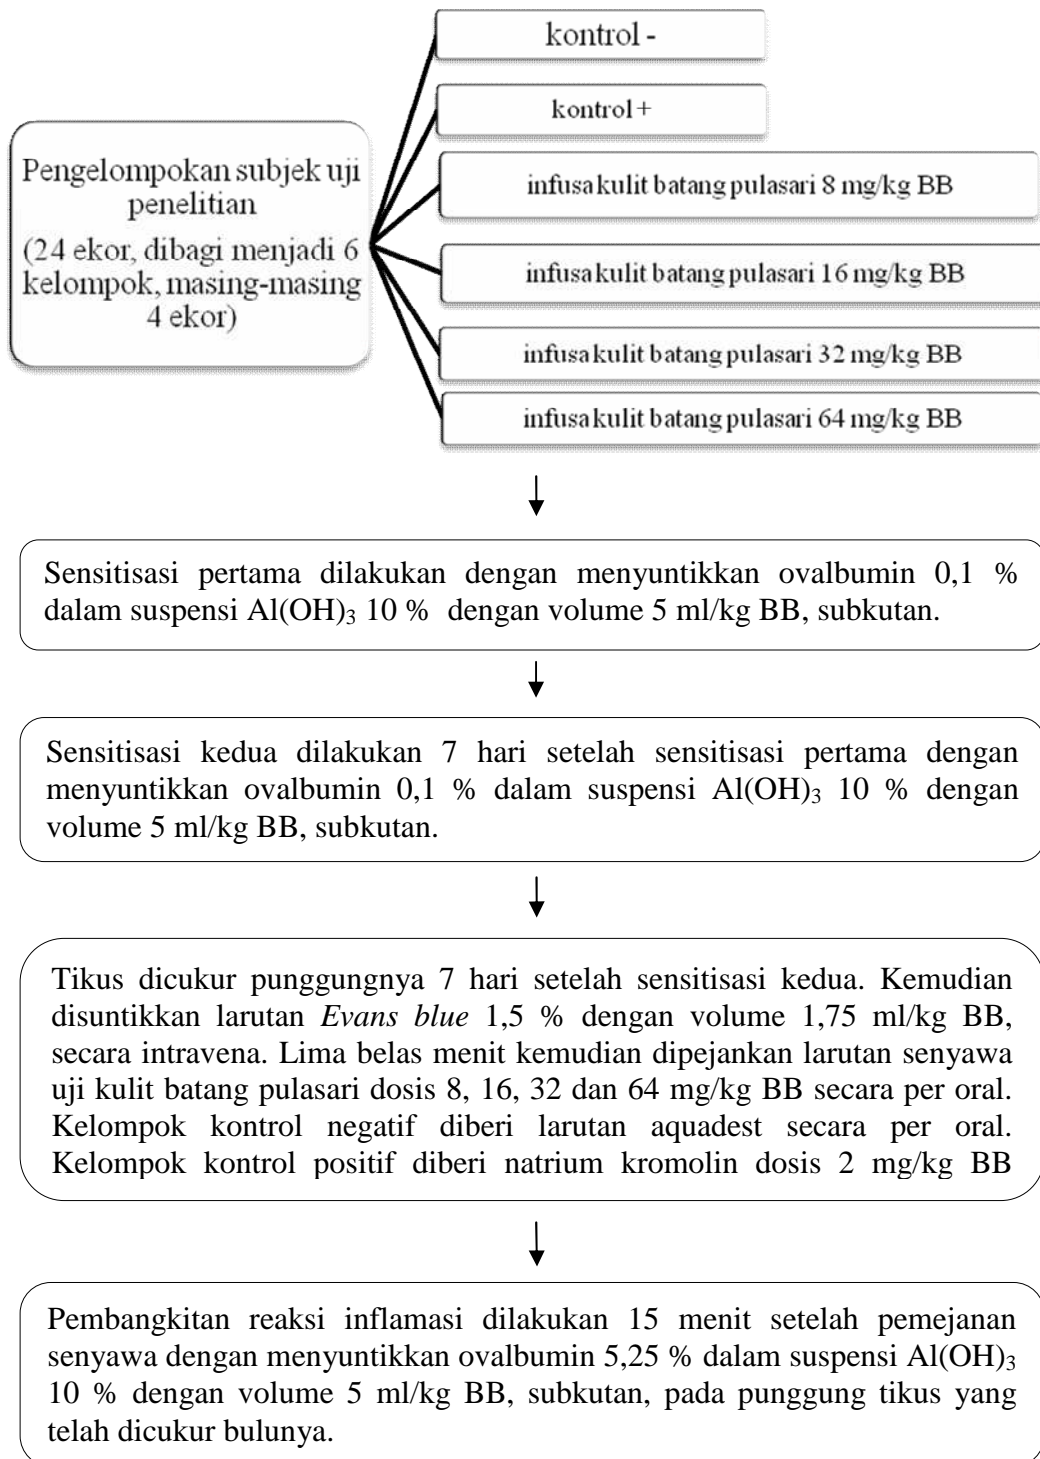 Pengelompokan subjek uji
penelitian
(24 ekor, dibagi menjadi 6
kelompok, masing-masing
4 ekor)
kontrol -
kontrol +
infusa kulit batang pulasari 8 mg/kg BB
infusa kulit batang pulasari 16 mg/kg BB
infusa kulit batang pulasari 32 mg/kg BB
infusa kulit batang pulasari 64 mg/kg BB
Sensitisasi pertama dilakukan dengan menyuntikkan ovalbumin 0,1 %
dalam suspensi Al(OH)₃ 10 % dengan volume 5 ml/kg BB, subkutan.
Sensitisasi kedua dilakukan 7 hari setelah sensitisasi pertama dengan
menyuntikkan ovalbumin 0,1 % dalam suspensi Al(OH)₃ 10 % dengan
volume 5 ml/kg BB, subkutan.
Tikus dicukur punggungnya 7 hari setelah sensitisasi kedua. Kemudian
disuntikkan larutan Evans blue 1,5 % dengan volume 1,75 ml/kg BB,
secara intravena. Lima belas menit kemudian dipejankan larutan senyawa
uji kulit batang pulasari dosis 8, 16, 32 dan 64 mg/kg BB secara per oral.
Kelompok kontrol negatif diberi larutan aquadest secara per oral.
Kelompok kontrol positif diberi natrium kromolin dosis 2 mg/kg BB
Pembangkitan reaksi inflamasi dilakukan 15 menit setelah pemejanan
senyawa dengan menyuntikkan ovalbumin 5,25 % dalam suspensi Al(OH)₃
10 % dengan volume 5 ml/kg BB, subkutan, pada punggung tikus yang
telah dicukur bulunya.